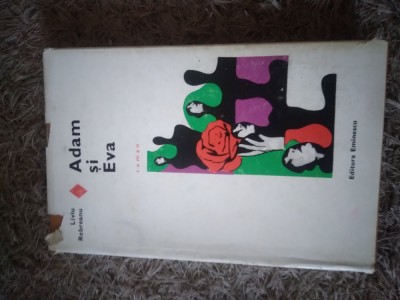 Liviu
Rebreanu
Adam
și
Eva
roman
Editura Eminescu